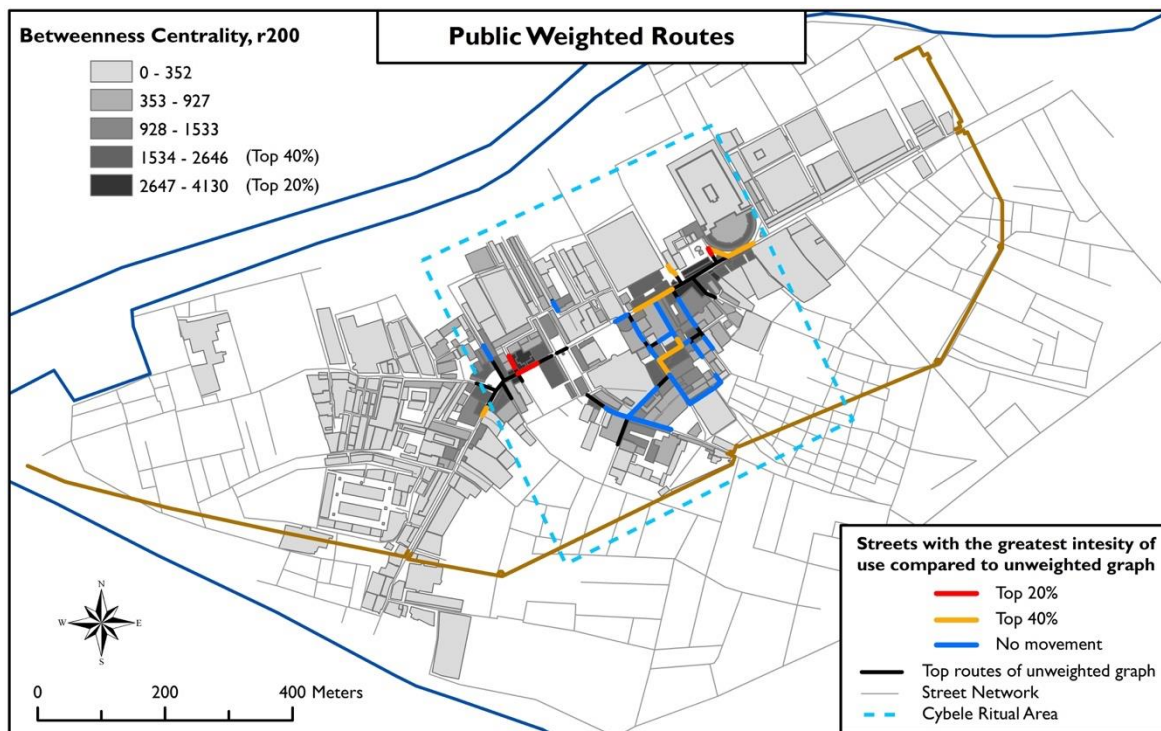 Public Weighted Routes
Betweenness Centrality, r200
0 - 352
353 - 927
928 - 1533
1534 - 2646 (Top 40%)
2647 - 4130 (Top 20%)
N
W E
S
0 200 400 Meters
Streets with the greatest intesity of
use compared to unweighted graph
Top 20%
Top 40%
No movement
Top routes of unweighted graph
Street Network
Cybele Ritual Area